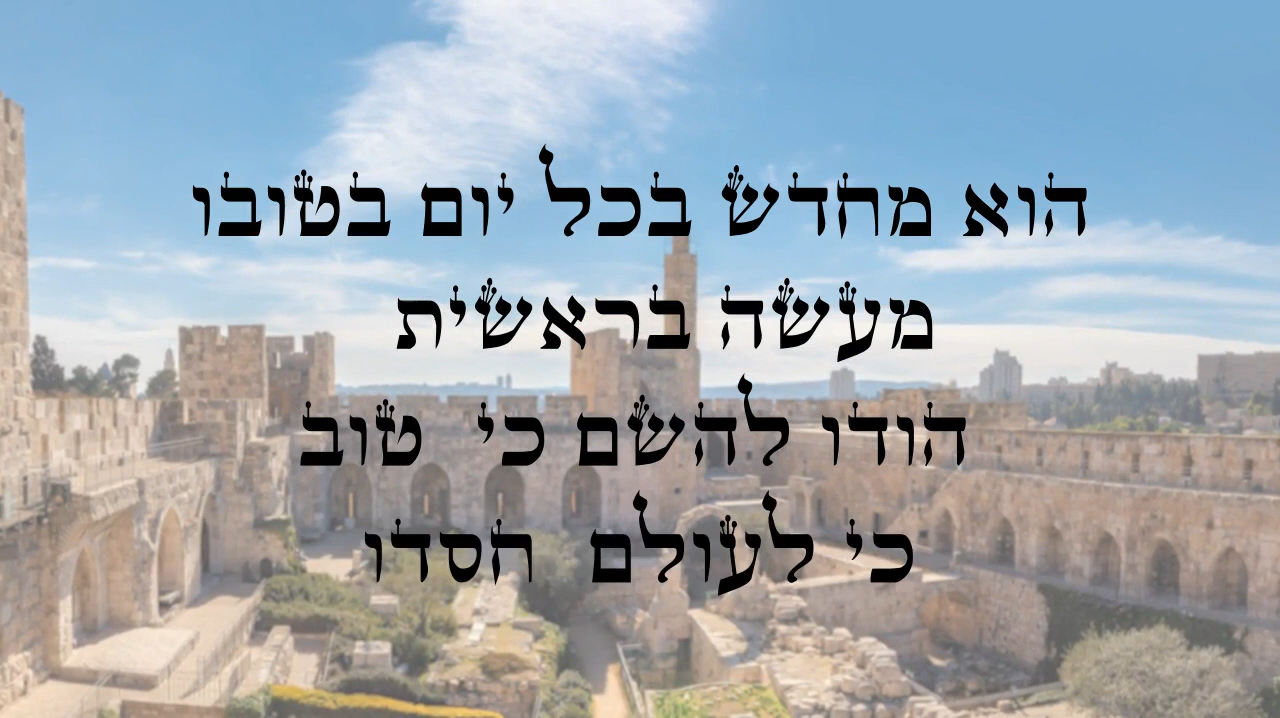 הוא מחדש בכל יום בטובו
מעשה בראשית
הודו להשם כי טוב
כי לעולם חסדו